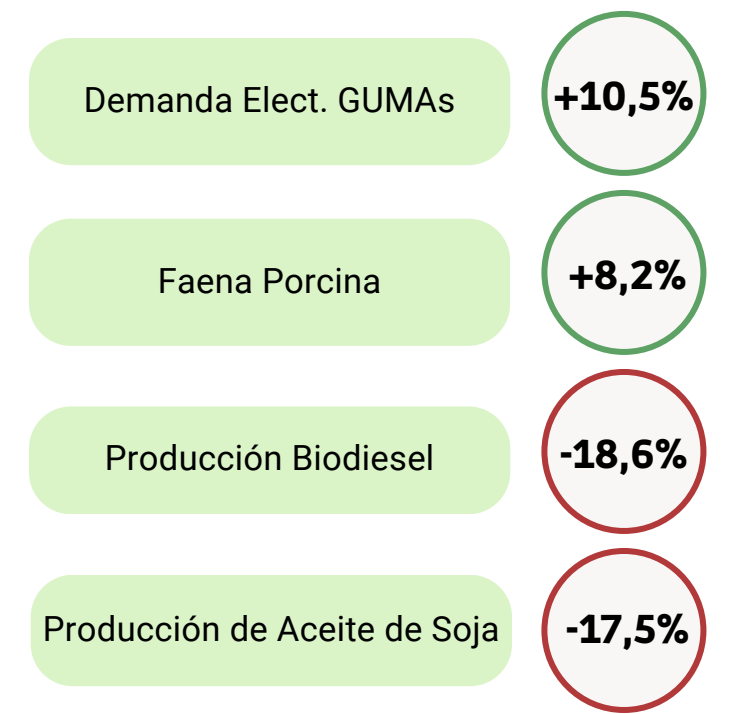 Demanda Elect. GUMAs
+10,5%
Faena Porcina
+8,2%
Producción Biodiesel
-18,6%
Producción de Aceite de Soja
-17,5%